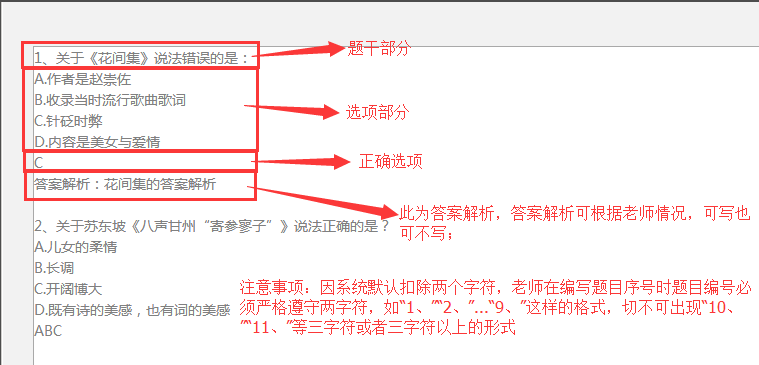 1、关于《花间集》说法错误的是：
题干部分
A.作者是赵崇佐
B.收录当时流行歌曲歌词
选项部分
C.针砭时弊
D.内容是美女与爱情
C
正确选项
答案解析：花间集的答案解析
此为答案解析，答案解析可根据老师情况，可写也
可不写；
2、关于苏东坡《八声甘州“寄参寥子”》说法正确的是？
A.儿女的柔情
B.长调
C.开阔博大
D.既有诗的美感，也有词的美感
ABC
注意事项：因系统默认扣除两个字符，老师在编写题目序号时题目编号必
须严格遵守两字符，如“1、”“2、”…“9、”这样的格式，切不可出现“10、
”“11、”等三字符或者三字符以上的形式